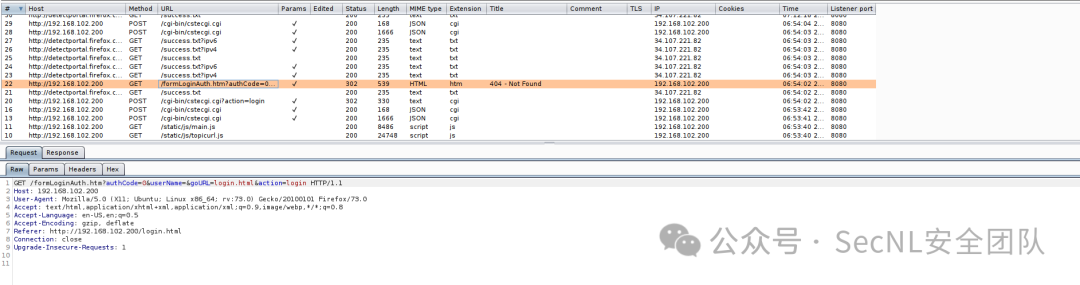 # Host Method URL Params Edited Status Length MIME type Extension Title Comment TLS IP Cookies Time Listener port
29 http://192.168.102.200 POST /cgi-bin/cstecgi.cgi ✓ 200 168 JSON cgi 192.168.102.200 06:54:04 2... 8080
28 http://192.168.102.200 POST /cgi-bin/cstecgi.cgi ✓ 200 1666 JSON cgi 192.168.102.200 06:54:03 2... 8080
27 http://detectportal.firefox.c... GET /success.txt?ipv6 ✓ 200 235 text txt 34.107.221.82 06:54:03 2... 8080
26 http://detectportal.firefox.c... GET /success.txt?ipv4 ✓ 200 235 text txt 34.107.221.82 06:54:03 2... 8080
25 http://detectportal.firefox.c... GET /success.txt 200 235 text txt 34.107.221.82 06:54:02 2... 8080
24 http://detectportal.firefox.c... GET /success.txt?ipv6 ✓ 200 235 text txt 34.107.221.82 06:54:02 2... 8080
23 http://detectportal.firefox.c... GET /success.txt?ipv4 ✓ 200 235 text txt 34.107.221.82 06:54:02 2... 8080
22 http://192.168.102.200 GET /formLoginAuth.htm?authCode=0... ✓ 302 539 HTML htm 404 - Not Found 192.168.102.200 06:54:02 2... 8080
21 http://detectportal.firefox.c... GET /success.txt 200 235 text txt 34.107.221.82 06:54:02 2... 8080
20 http://192.168.102.200 POST /cgi-bin/cstecgi.cgi?action=login ✓ 302 330 text cgi 192.168.102.200 06:54:02 2... 8080
16 http://192.168.102.200 POST /cgi-bin/cstecgi.cgi ✓ 200 168 JSON cgi 192.168.102.200 06:53:42 2... 8080
13 http://192.168.102.200 POST /cgi-bin/cstecgi.cgi ✓ 200 1666 JSON cgi 192.168.102.200 06:53:41 2... 8080
11 http://192.168.102.200 GET /static/js/main.js 200 8486 script js 192.168.102.200 06:53:40 2... 8080
10 http://192.168.102.200 GET /static/js/topicurl.js 200 24748 script js 192.168.102.200 06:53:40 2... 8080
Request Response
Raw Params Headers Hex
1 GET /formLoginAuth.htm?authCode=0&userName=&goURL=login.html&action=login HTTP/1.1
2 Host: 192.168.102.200
3 User-Agent: Mozilla/5.0 (X11; Ubuntu; Linux x86_64; rv:73.0) Gecko/20100101 Firefox/73.0
4 Accept: text/html,application/xhtml+xml,application/xml;q=0.9,image/webp,*/*;q=0.8
5 Accept-Language: en-US,en;q=0.5
6 Accept-Encoding: gzip, deflate
7 Referer: http://192.168.102.200/login.html
8 Connection: close
9 Upgrade-Insecure-Requests: 1
10
11
公众号 · SecNL安全团队